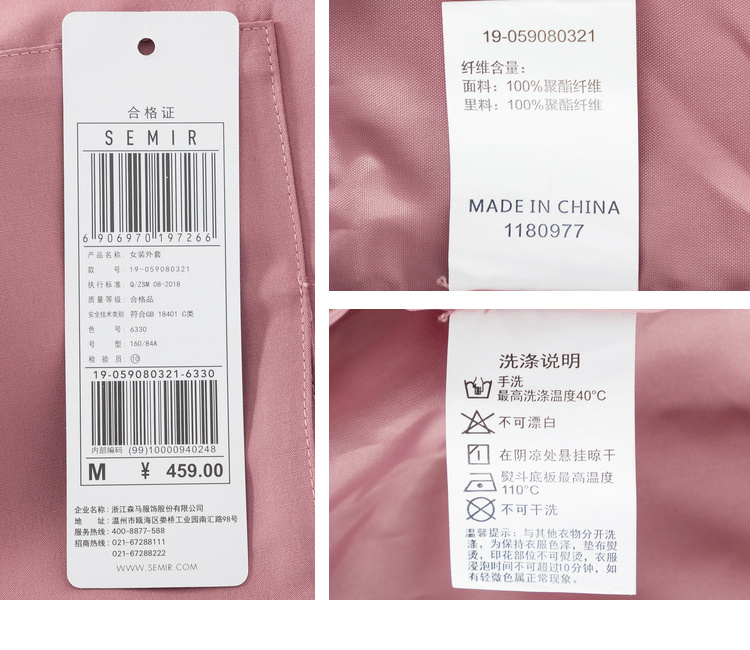 合格证
SEMIR
6 906970 197266
产品名称: 女装外套
款 号: 19-059080321
执行标准: Q/ZSM 08-2018
质量等级: 合格品
安全技术类别: 符合GB 18401 C类
色 号: 6330
号 型: 160/84A
检 验 员: 10
19-059080321-6330
内部编码 (99)10000940248
M ¥ 459.00
企业名称: 浙江森马服饰股份有限公司
地 址: 温州市瓯海区娄桥工业园南汇路98号
服务热线: 400-8877-588
招商热线: 021-67288111
021-67288222
WWW.SEMIR.COM
19-059080321
纤维含量:
面料: 100%聚酯纤维
里料: 100%聚酯纤维
MADE IN CHINA
1180977
洗涤说明
手洗
最高洗涤温度40°C
不可漂白
在阴凉处悬挂晾干
熨斗底板最高温度
110°C
不可干洗
温馨提示: 与其他衣物分开洗
涤, 为保持衣服色泽, 垫布熨
烫, 印花部位不可熨烫, 衣服
浸泡时间不可超过10分钟, 如
有轻微色属正常现象。